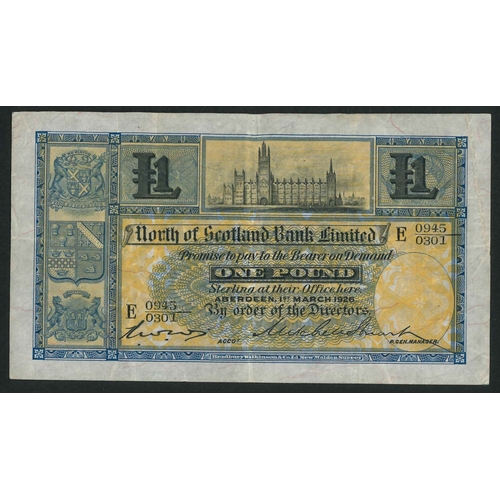 £1 £1
North of Scotland Bank Limited
E 0945
0301
Promise to pay to the Bearer on Demand
ONE POUND
Sterling at their Office here
ABERDEEN, 1ST MARCH 1926.
E 0945
0301
By order of the Directors.
ACCOT. P. GEN. MANAGER.
Bradbury Wilkinson & Co. Ld New Malden Surrey